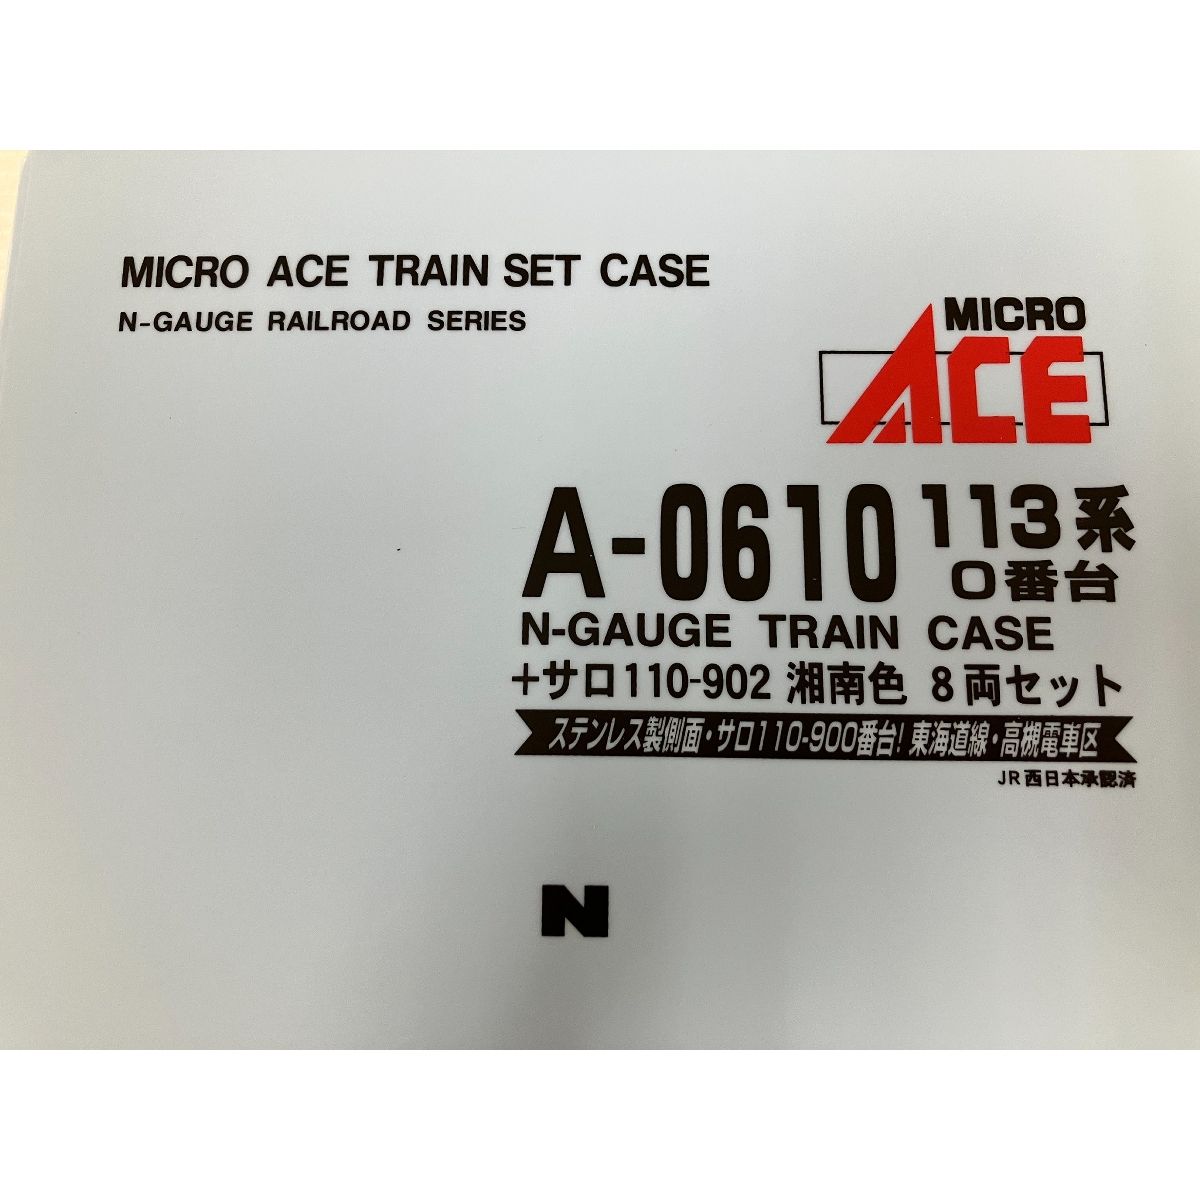 MICRO ACE TRAIN SET CASE
N-GAUGE RAILROAD SERIES
MICRO
ACE
A-0610 113系
0番台
N-GAUGE TRAIN CASE
+サロ110-902 湘南色 8両セット
ステンレス製側面・サロ110-900番台! 東海道線・高槻電車区
JR西日本承認済
N